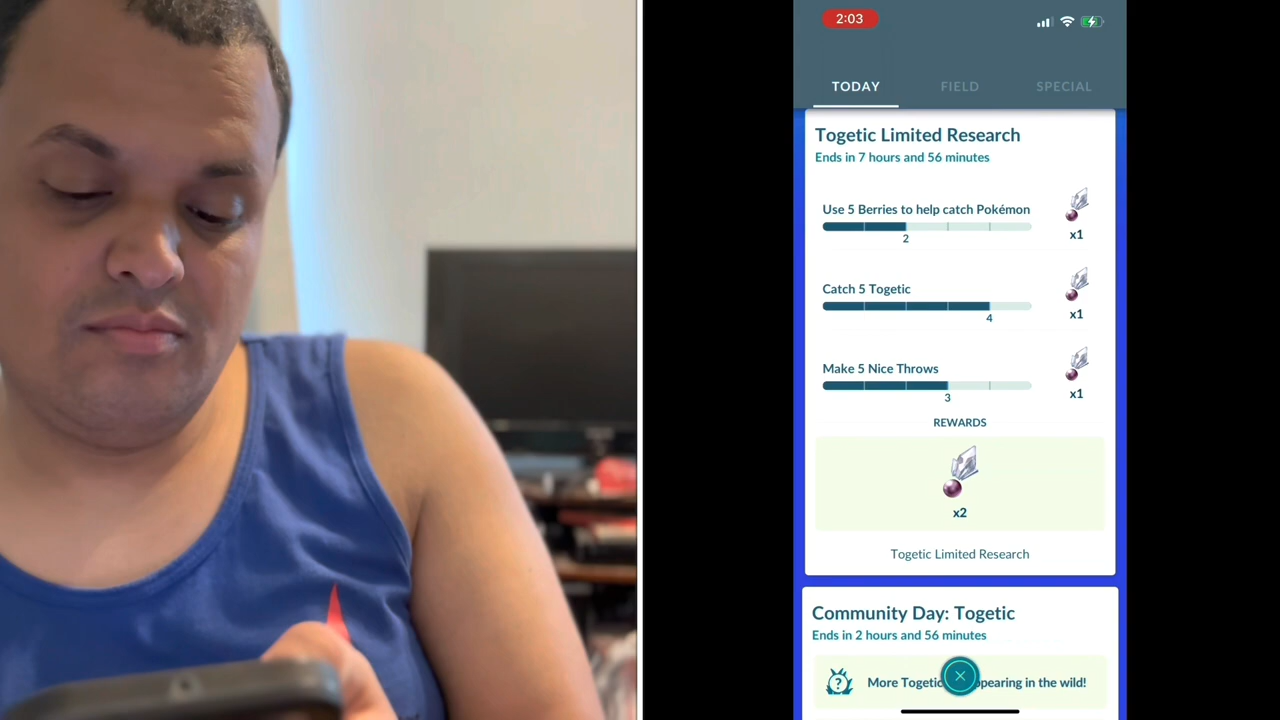 2:03
TODAY
FIELD
SPECIAL
Togetic Limited Research
Ends in 7 hours and 56 minutes
Use 5 Berries to help catch Pokémon
2
x1
Catch 5 Togetic
4
x1
Make 5 Nice Throws
3
x1
REWARDS
x2
Togetic Limited Research
Community Day: Togetic
Ends in 2 hours and 56 minutes
?
More Togetic in the wild!